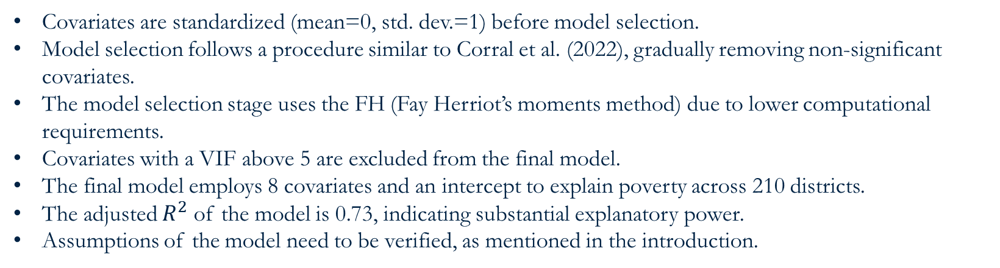 • Covariates are standardized (mean=0, std. dev.=1) before model selection.
• Model selection follows a procedure similar to Corral et al. (2022), gradually removing non-significant
covariates.
• The model selection stage uses the FH (Fay Herriot’s moments method) due to lower computational
requirements.
• Covariates with a VIF above 5 are excluded from the final model.
• The final model employs 8 covariates and an intercept to explain poverty across 210 districts.
• The adjusted R² of the model is 0.73, indicating substantial explanatory power.
• Assumptions of the model need to be verified, as mentioned in the introduction.